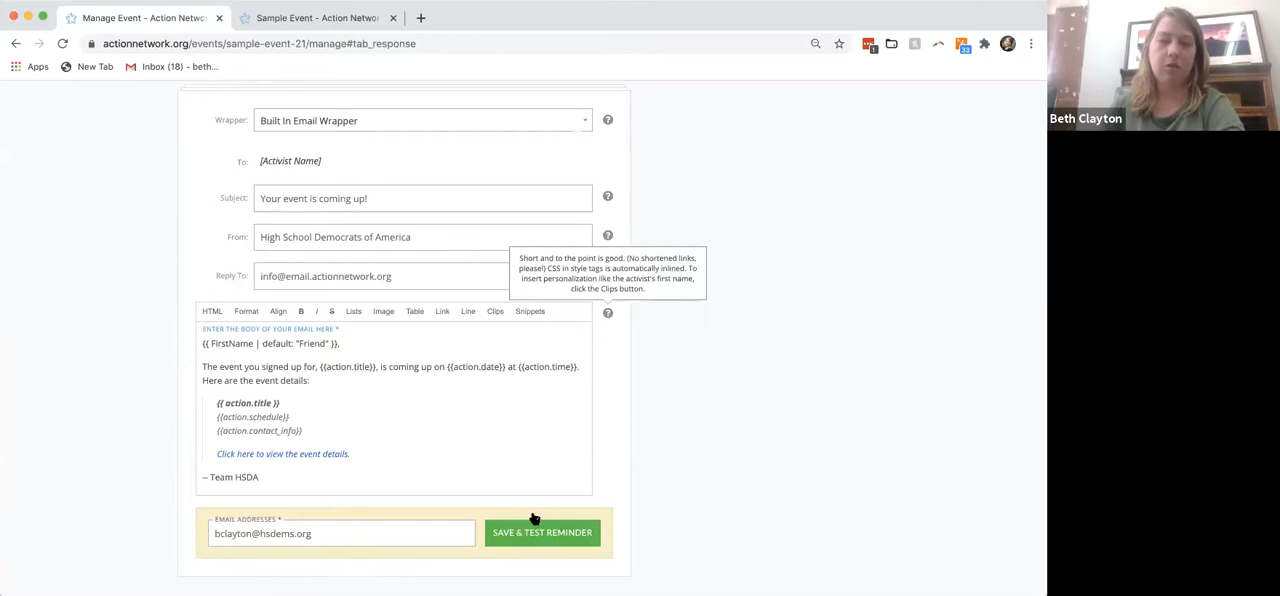 Manage Event - Action Netwo
Sample Event - Action Networ
actionnetwork.org/events/sample-event-21/manage#tab_response
1
33
Apps
New Tab
Inbox (18) - beth...
Wrapper:
Built In Email Wrapper
To:
[Activist Name]
Subject:
Your event is coming up!
From:
High School Democrats of America
Reply To:
info@email.actionnetwork.org
Short and to the point is good. (No shortened links,
please!) CSS in style tags is automatically inlined. To
insert personalization like the activist's first name,
click the Clips button.
HTML Format Align B I S Lists Image Table Link Line Clips Snippets
ENTER THE BODY OF YOUR EMAIL HERE *
{{ FirstName | default: "Friend" }},
The event you signed up for, {{action.title}}, is coming up on {{action.date}} at {{action.time}}.
Here are the event details:
{{ action.title }}
{{action.schedule}}
{{action.contact_info}}
Click here to view the event details.
-- Team HSDA
EMAIL ADDRESSES *
bclayton@hsdems.org
SAVE & TEST REMINDER
Beth Clayton